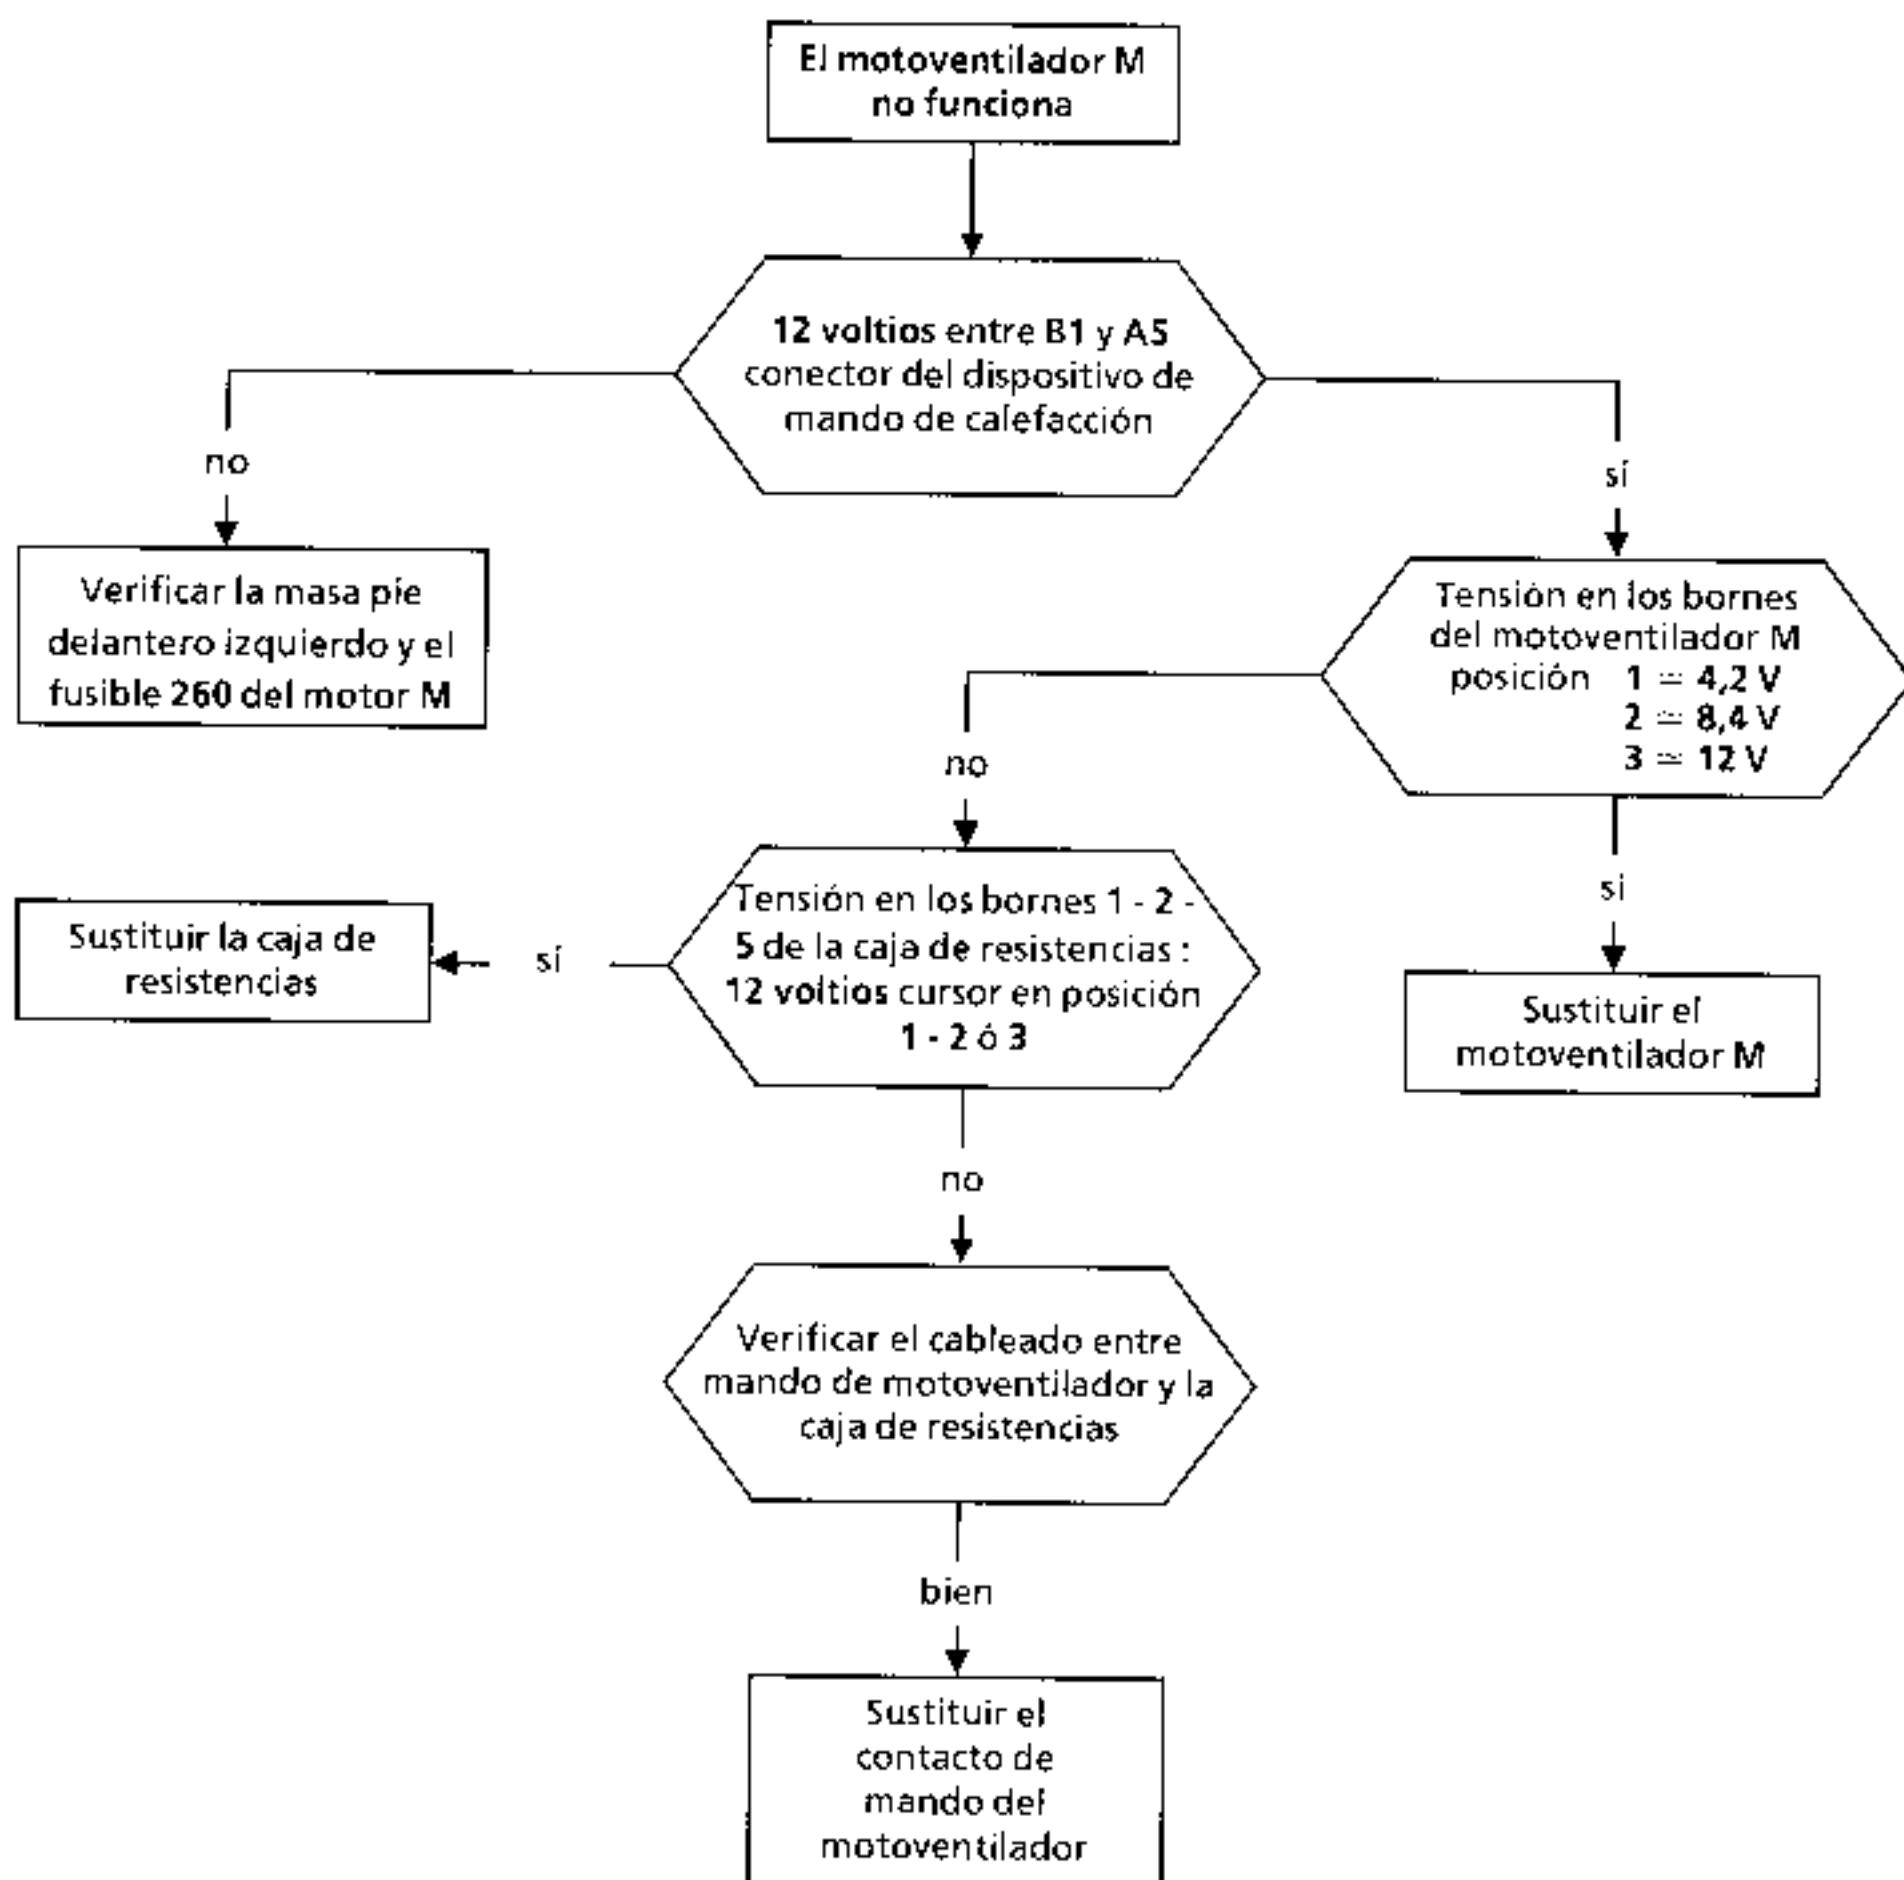 El motoventilador M
no funciona
12 voltios entre B1 y A5
conector del dispositivo de
mando de calefacción
no
sí
Verificar la masa pie
delantero izquierdo y el
fusible 260 del motor M
Tensión en los bornes
del motoventilador M
posición 1 ≃ 4,2 V
2 ≃ 8,4 V
3 ≃ 12 V
no
si
Tensión en los bornes 1 - 2 -
5 de la caja de resistencias :
12 voltios cursor en posición
1 - 2 ó 3
sí
Sustituir la caja de
resistencias
Sustituir el
motoventilador M
no
Verificar el cableado entre
mando de motoventilador y la
caja de resistencias
bien
Sustituir el
contacto de
mando del
motoventilador